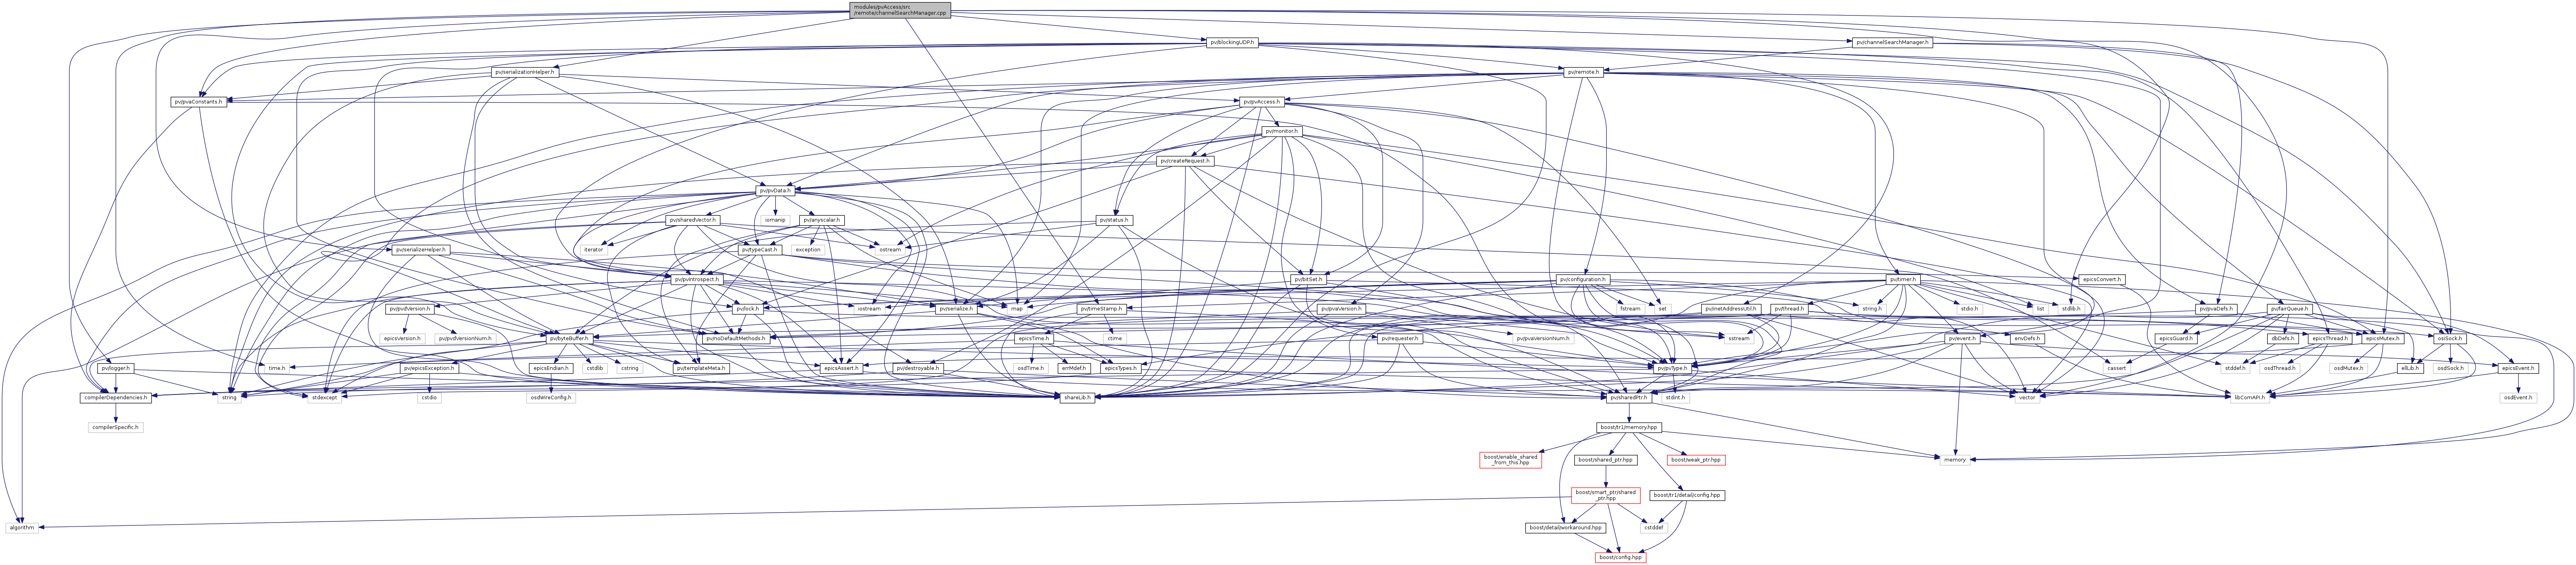 modules/pvAccess/src
/remote/channelSearchManager.cpp
pv/blockingUDP.h
pv/channelSearchManager.h
pv/serializationHelper.h
pv/remote.h
pv/pvaConstants.h
pv/pvAccess.h
pv/monitor.h
pv/createRequest.h
pv/pvData.h
pv/sharedVector.h
iomanip
pv/anyscalar.h
pv/status.h
pv/serializeHelper.h
iterator
pv/typeCast.h
exception
ostream
pv/pvIntrospect.h
pv/bitSet.h
pv/configuration.h
pv/timer.h
epicsConvert.h
pv/pvdVersion.h
pv/lock.h
iostream
pv/serialize.h
map
pv/timeStamp.h
pv/pvaVersion.h
fstream
set
pv/inetAddressUtil.h
pv/thread.h
string.h
stdio.h
list
stdlib.h
pv/pvaDefs.h
pv/fairQueue.h
epicsVersion.h
pv/pvdVersionNum.h
pv/byteBuffer.h
pv/noDefaultMethods.h
epicsTime.h
ctime
pv/requester.h
pv/pvaVersionNum.h
sstream
pv/event.h
envDefs.h
epicsGuard.h
dbDefs.h
epicsThread.h
epicsMutex.h
osiSock.h
pv/logger.h
time.h
pv/epicsException.h
epicsEndian.h
cstdlib
cstring
pv/templateMeta.h
epicsAssert.h
pv/destroyable.h
osdTime.h
errMdef.h
epicsTypes.h
pv/pvType.h
cassert
stddef.h
osdThread.h
osdMutex.h
ellLib.h
osdSock.h
epicsEvent.h
compilerDependencies.h
string
stdexcept
cstdio
osdWireConfig.h
shareLib.h
pv/sharedPtr.h
stdint.h
vector
libComAPI.h
osdEvent.h
compilerSpecific.h
boost/tr1/memory.hpp
boost/enable_shared
_from_this.hpp
boost/shared_ptr.hpp
boost/weak_ptr.hpp
memory
boost/smart_ptr/shared
_ptr.hpp
boost/tr1/detail/config.hpp
algorithm
boost/detail/workaround.hpp
cstddef
boost/config.hpp